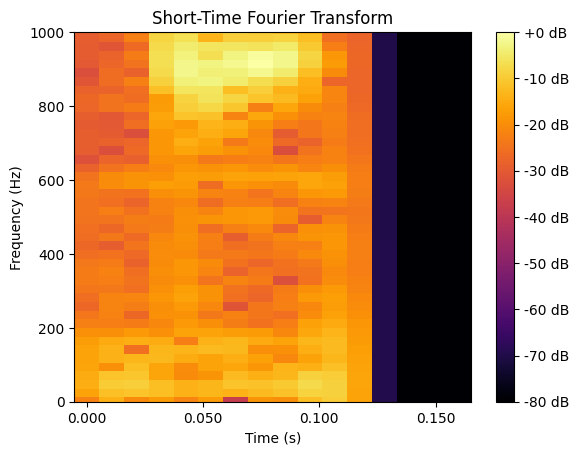 Short-Time Fourier Transform
Frequency (Hz)
1000
800
600
400
200
0
0.000
0.050
0.100
0.150
Time (s)
+0 dB
-10 dB
-20 dB
-30 dB
-40 dB
-50 dB
-60 dB
-70 dB
-80 dB